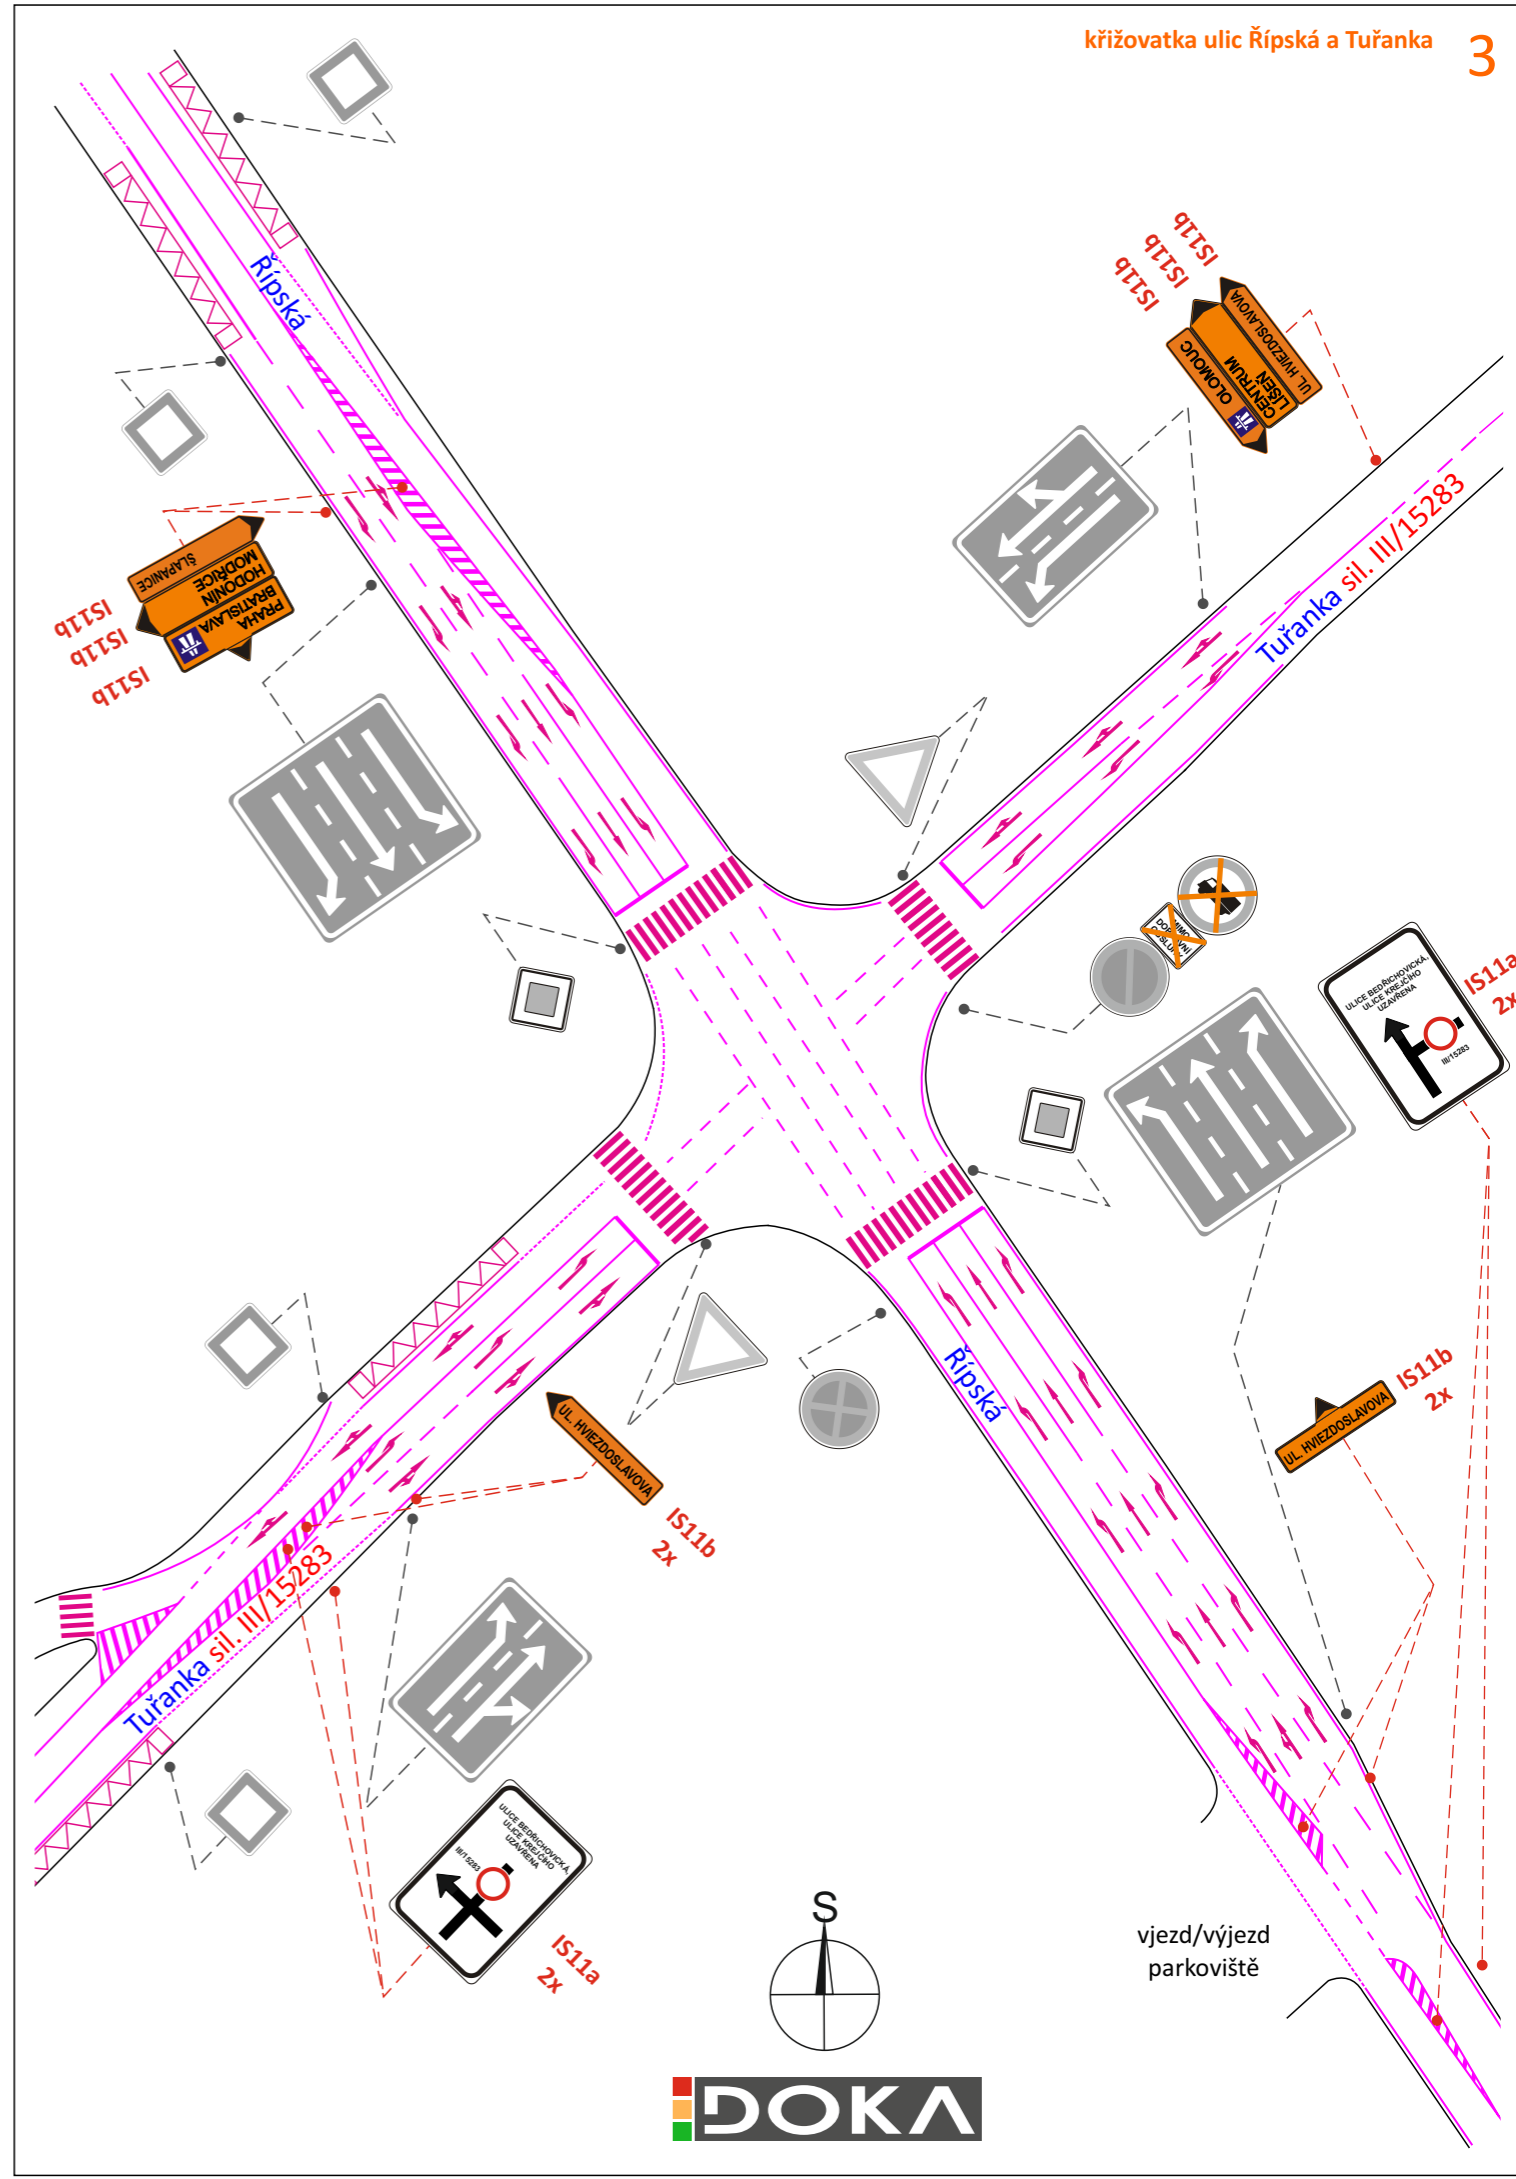 křižovatka ulic Řípská a Tuřanka
3
Řípská
IS11b
IS11b
IS11b
UL. HVIEZDOSLAVOVA
CENTRUM
LÍŠEŇ
OLOMOUC
Tuřanka sil. III/15283
ŠLAPANICE
HODONÍN
MODŘICE
PRAHA
BRATISLAVA
IS11b
IS11b
IS11b
MIMO
DOPRAVNÍ
OBSLUHY
ULICE BEDŘICHOVICKÁ,
ULICE KREJČÍHO
UZAVŘENA
III/15283
IS11a
2x
Řípská
UL. HVIEZDOSLAVOVA
IS11b
2x
UL. HVIEZDOSLAVOVA
IS11b
2x
Tuřanka sil. III/15283
ULICE BEDŘICHOVICKÁ,
ULICE KREJČÍHO
UZAVŘENA
III/15283
IS11a
2x
S
vjezd/výjezd
parkoviště
DOKA